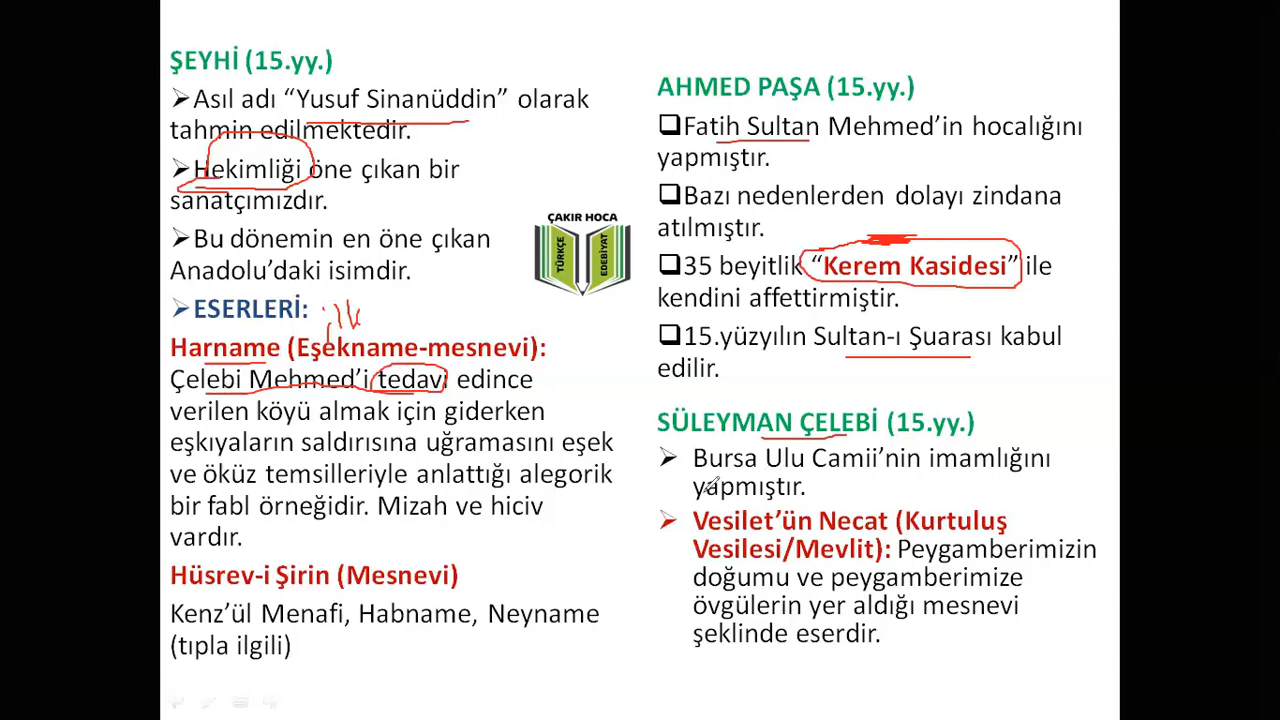 ŞEYHİ (15.yy.)
➢Asıl adı “Yusuf Sinanüddin” olarak
tahmin edilmektedir.
➢Hekimliği öne çıkan bir
sanatçımızdır.
➢Bu dönemin en öne çıkan
Anadolu’daki isimdir.
➢ESERLERİ:
ilk
Harname (Eşekname-mesnevi):
Çelebi Mehmed’i tedavi edince
verilen köyü almak için giderken
eşkıyaların saldırısına uğramasını eşek
ve öküz temsilleriyle anlattığı alegorik
bir fabl örneğidir. Mizah ve hiciv
vardır.
Hüsrev-i Şirin (Mesnevi)
Kenz’ül Menafi, Habname, Neyname
(tıpla ilgili)
ÇAKIR HOCA
TÜRKÇE
EDEBİYAT
AHMED PAŞA (15.yy.)
❑Fatih Sultan Mehmed’in hocalığını
yapmıştır.
❑Bazı nedenlerden dolayı zindana
atılmıştır.
❑35 beyitlik “Kerem Kasidesi” ile
kendini affettirmiştir.
❑15.yüzyılın Sultan-ı Şuarası kabul
edilir.
SÜLEYMAN ÇELEBİ (15.yy.)
➢ Bursa Ulu Camii’nin imamlığını
yapmıştır.
➢ Vesilet’ün Necat (Kurtuluş
Vesilesi/Mevlit): Peygamberimizin
doğumu ve peygamberimize
övgülerin yer aldığı mesnevi
şeklinde eserdir.